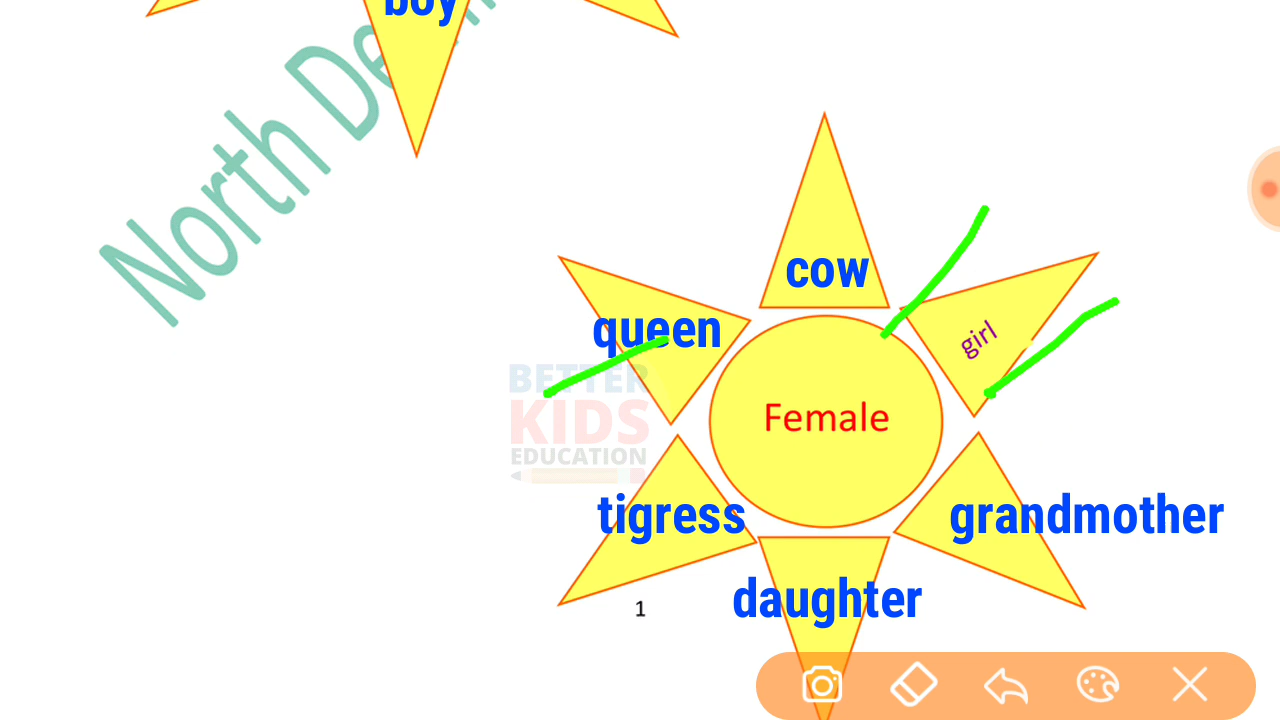 boy
North De
cow
queen
girl
BETTER
KIDS
EDUCATION
Female
tigress
grandmother
daughter
1